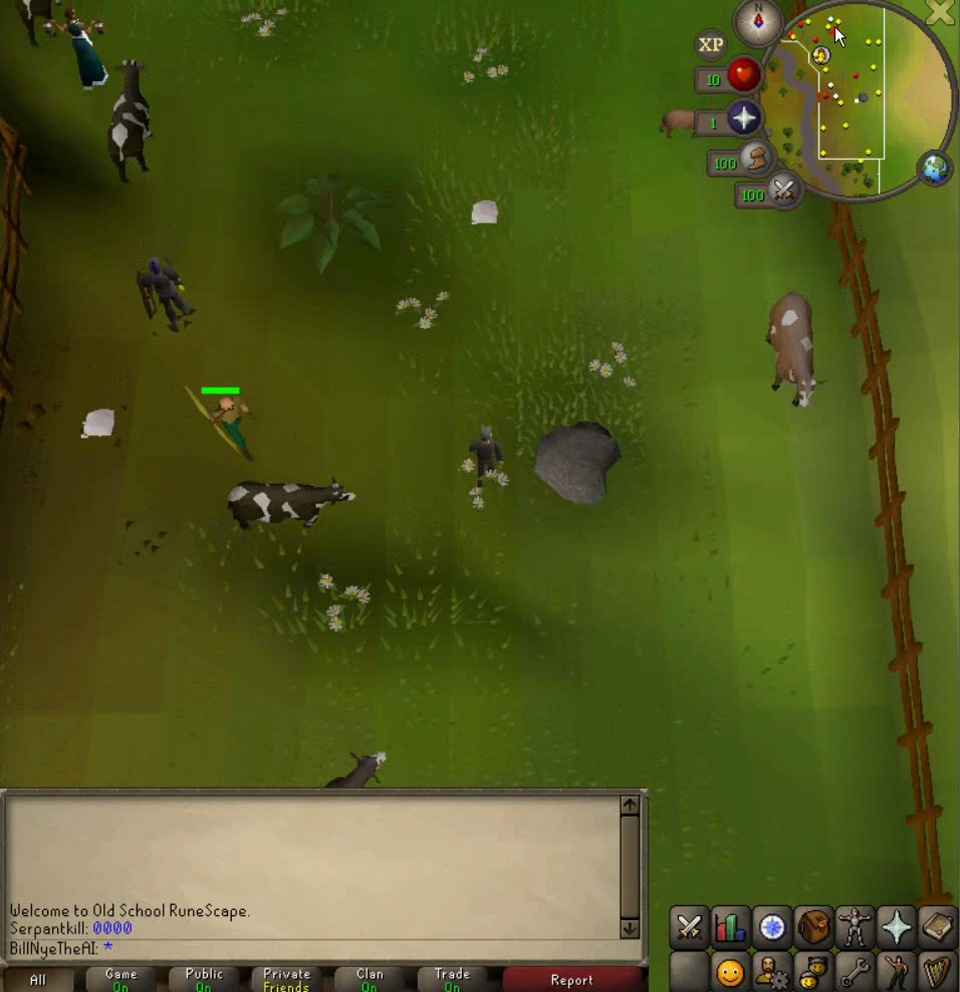 N
XP
10
1
100
100
Welcome to Old School RuneScape.
Serpantkill: 0000
BillNyeTheAI: *
All
Game
On
Public
On
Private
Friends
Clan
On
Trade
On
Report